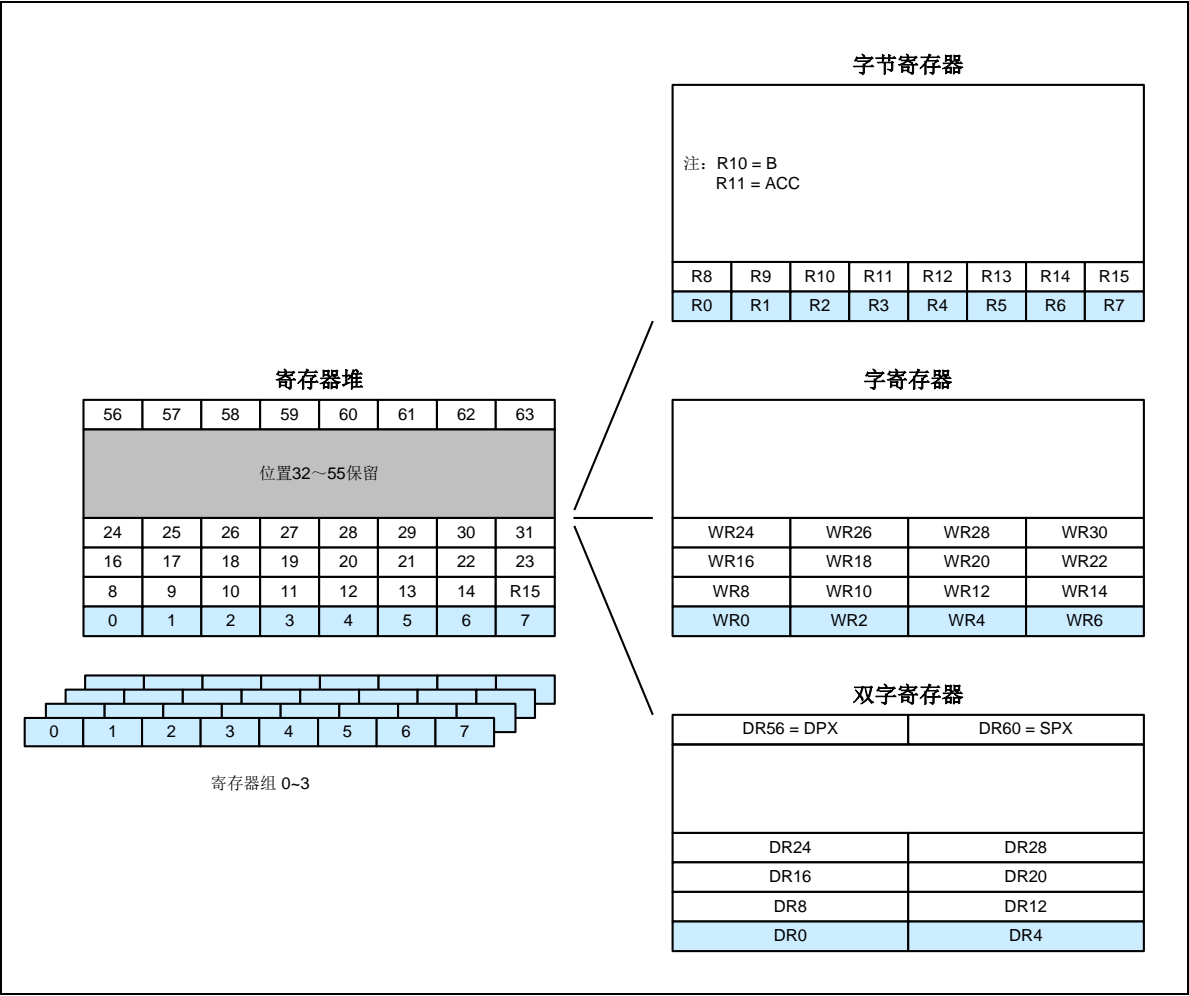 字节寄存器
注：R10 = B
R11 = ACC
R8 R9 R10 R11 R12 R13 R14 R15
R0 R1 R2 R3 R4 R5 R6 R7
寄存器堆
56 57 58 59 60 61 62 63
位置32～55保留
24 25 26 27 28 29 30 31
16 17 18 19 20 21 22 23
8 9 10 11 12 13 14 R15
0 1 2 3 4 5 6 7
0 1 2 3 4 5 6 7
寄存器组 0~3
字寄存器
WR24 WR26 WR28 WR30
WR16 WR18 WR20 WR22
WR8 WR10 WR12 WR14
WR0 WR2 WR4 WR6
双字寄存器
DR56 = DPX DR60 = SPX
DR24 DR28
DR16 DR20
DR8 DR12
DR0 DR4